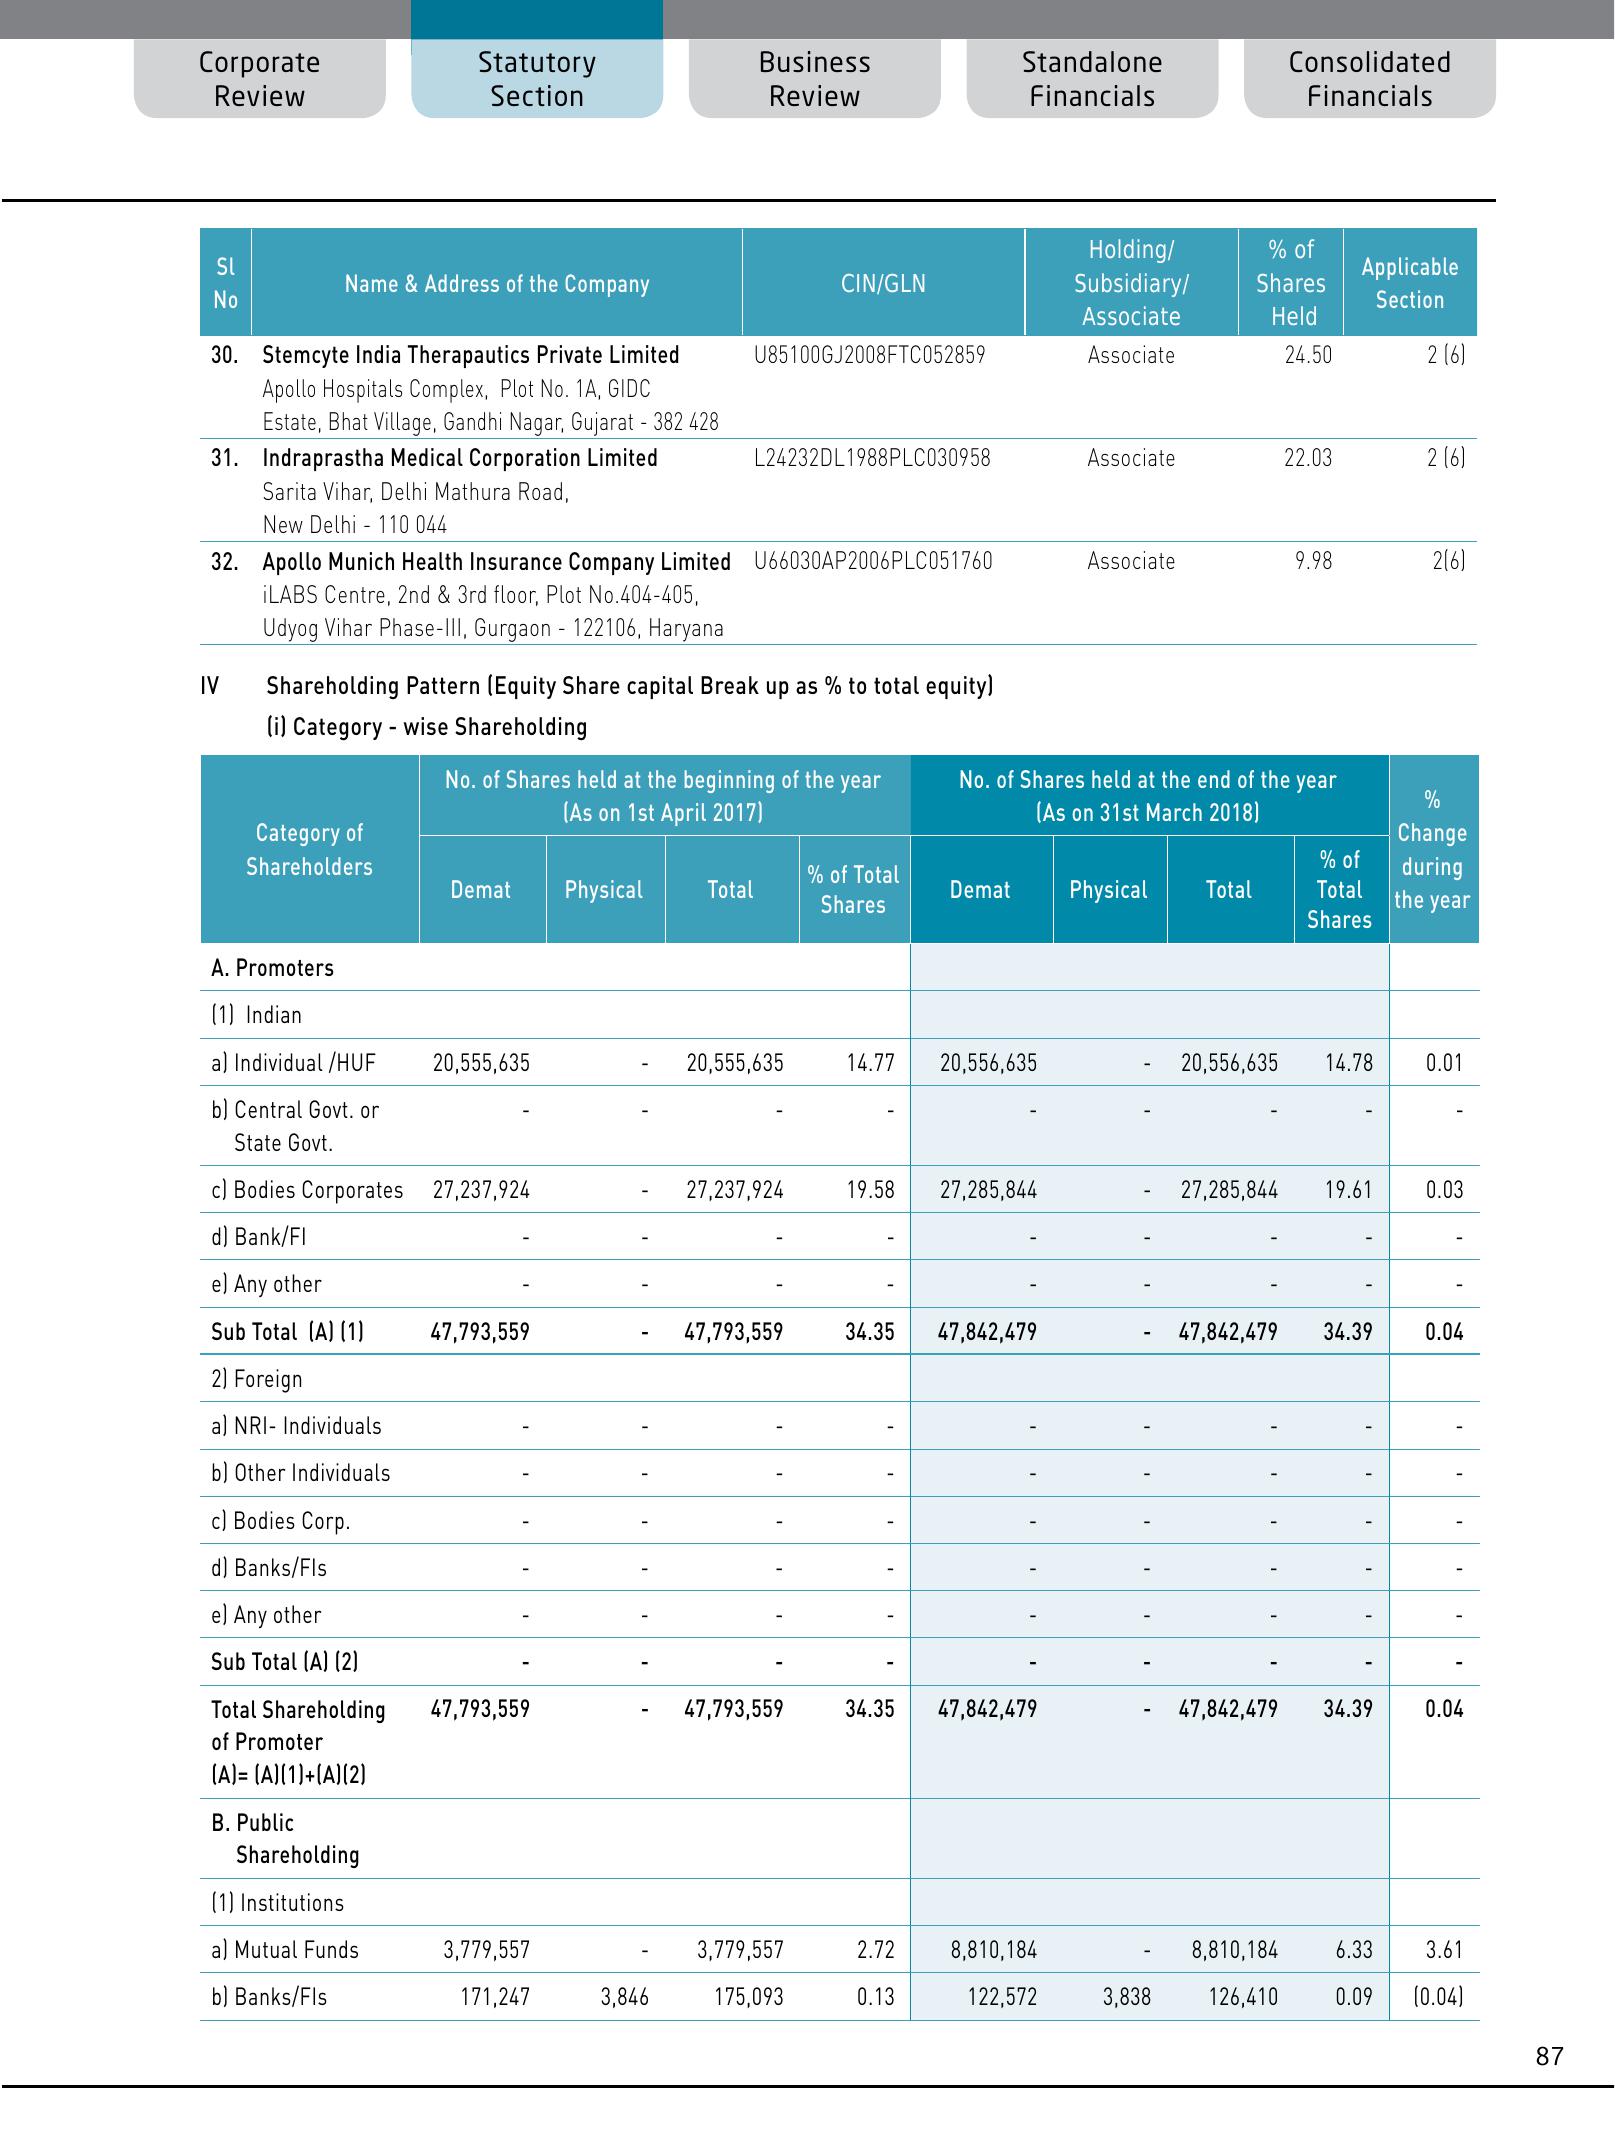 Corporate Review
Statutory Section
Business Review
Standalone Financials
Consolidated Financials
Sl No
Name & Address of the Company
CIN/GLN
Holding/ Subsidiary/ Associate
% of Shares Held
Applicable Section
30. Stemcyte India Therapautics Private Limited U85100GJ2008FTC052859 Associate 24.50 2 (6)
Apollo Hospitals Complex, Plot No. 1A, GIDC
Estate, Bhat Village, Gandhi Nagar, Gujarat - 382 428
31. Indraprastha Medical Corporation Limited L24232DL1988PLC030958 Associate 22.03 2 (6)
Sarita Vihar, Delhi Mathura Road,
New Delhi - 110 044
32. Apollo Munich Health Insurance Company Limited U66030AP2006PLC051760 Associate 9.98 2(6)
iLABS Centre, 2nd & 3rd floor, Plot No.404-405,
Udyog Vihar Phase-III, Gurgaon - 122106, Haryana
IV Shareholding Pattern (Equity Share capital Break up as % to total equity)
(i) Category - wise Shareholding
Category of Shareholders
No. of Shares held at the beginning of the year
(As on 1st April 2017)
No. of Shares held at the end of the year
(As on 31st March 2018)
% Change during the year
Demat Physical Total % of Total Shares Demat Physical Total % of Total Shares
A. Promoters
(1) Indian
a) Individual /HUF 20,555,635 - 20,555,635 14.77 20,556,635 - 20,556,635 14.78 0.01
b) Central Govt. or - - - - - - - - -
State Govt.
c) Bodies Corporates 27,237,924 - 27,237,924 19.58 27,285,844 - 27,285,844 19.61 0.03
d) Bank/FI - - - - - - - - -
e) Any other - - - - - - - - -
Sub Total (A) (1) 47,793,559 - 47,793,559 34.35 47,842,479 - 47,842,479 34.39 0.04
2) Foreign
a) NRI- Individuals - - - - - - - - -
b) Other Individuals - - - - - - - - -
c) Bodies Corp. - - - - - - - - -
d) Banks/FIs - - - - - - - - -
e) Any other - - - - - - - - -
Sub Total (A) (2) - - - - - - - - -
Total Shareholding 47,793,559 - 47,793,559 34.35 47,842,479 - 47,842,479 34.39 0.04
of Promoter
(A)= (A)(1)+(A)(2)
B. Public
Shareholding
(1) Institutions
a) Mutual Funds 3,779,557 - 3,779,557 2.72 8,810,184 - 8,810,184 6.33 3.61
b) Banks/FIs 171,247 3,846 175,093 0.13 122,572 3,838 126,410 0.09 (0.04)
87